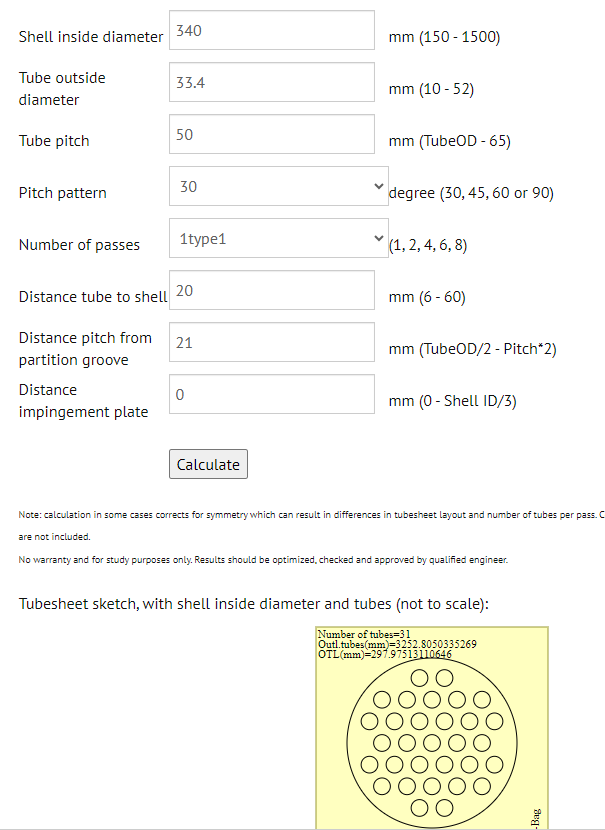 Shell inside diameter 340 mm (150 - 1500)
Tube outside
diameter 33.4 mm (10 - 52)
Tube pitch 50 mm (TubeOD - 65)
Pitch pattern 30 degree (30, 45, 60 or 90)
Number of passes 1type1 (1, 2, 4, 6, 8)
Distance tube to shell 20 mm (6 - 60)
Distance pitch from
partition groove 21 mm (TubeOD/2 - Pitch*2)
Distance
impingement plate 0 mm (0 - Shell ID/3)
Calculate
Note: calculation in some cases corrects for symmetry which can result in differences in tubesheet layout and number of tubes per pass. C
are not included.
No warranty and for study purposes only. Results should be optimized, checked and approved by qualified engineer.
Tubesheet sketch, with shell inside diameter and tubes (not to scale):
Number of tubes=31
Outl.tubes(mm)=3252.8050335269
OTL(mm)=297.97513110646
-Bag